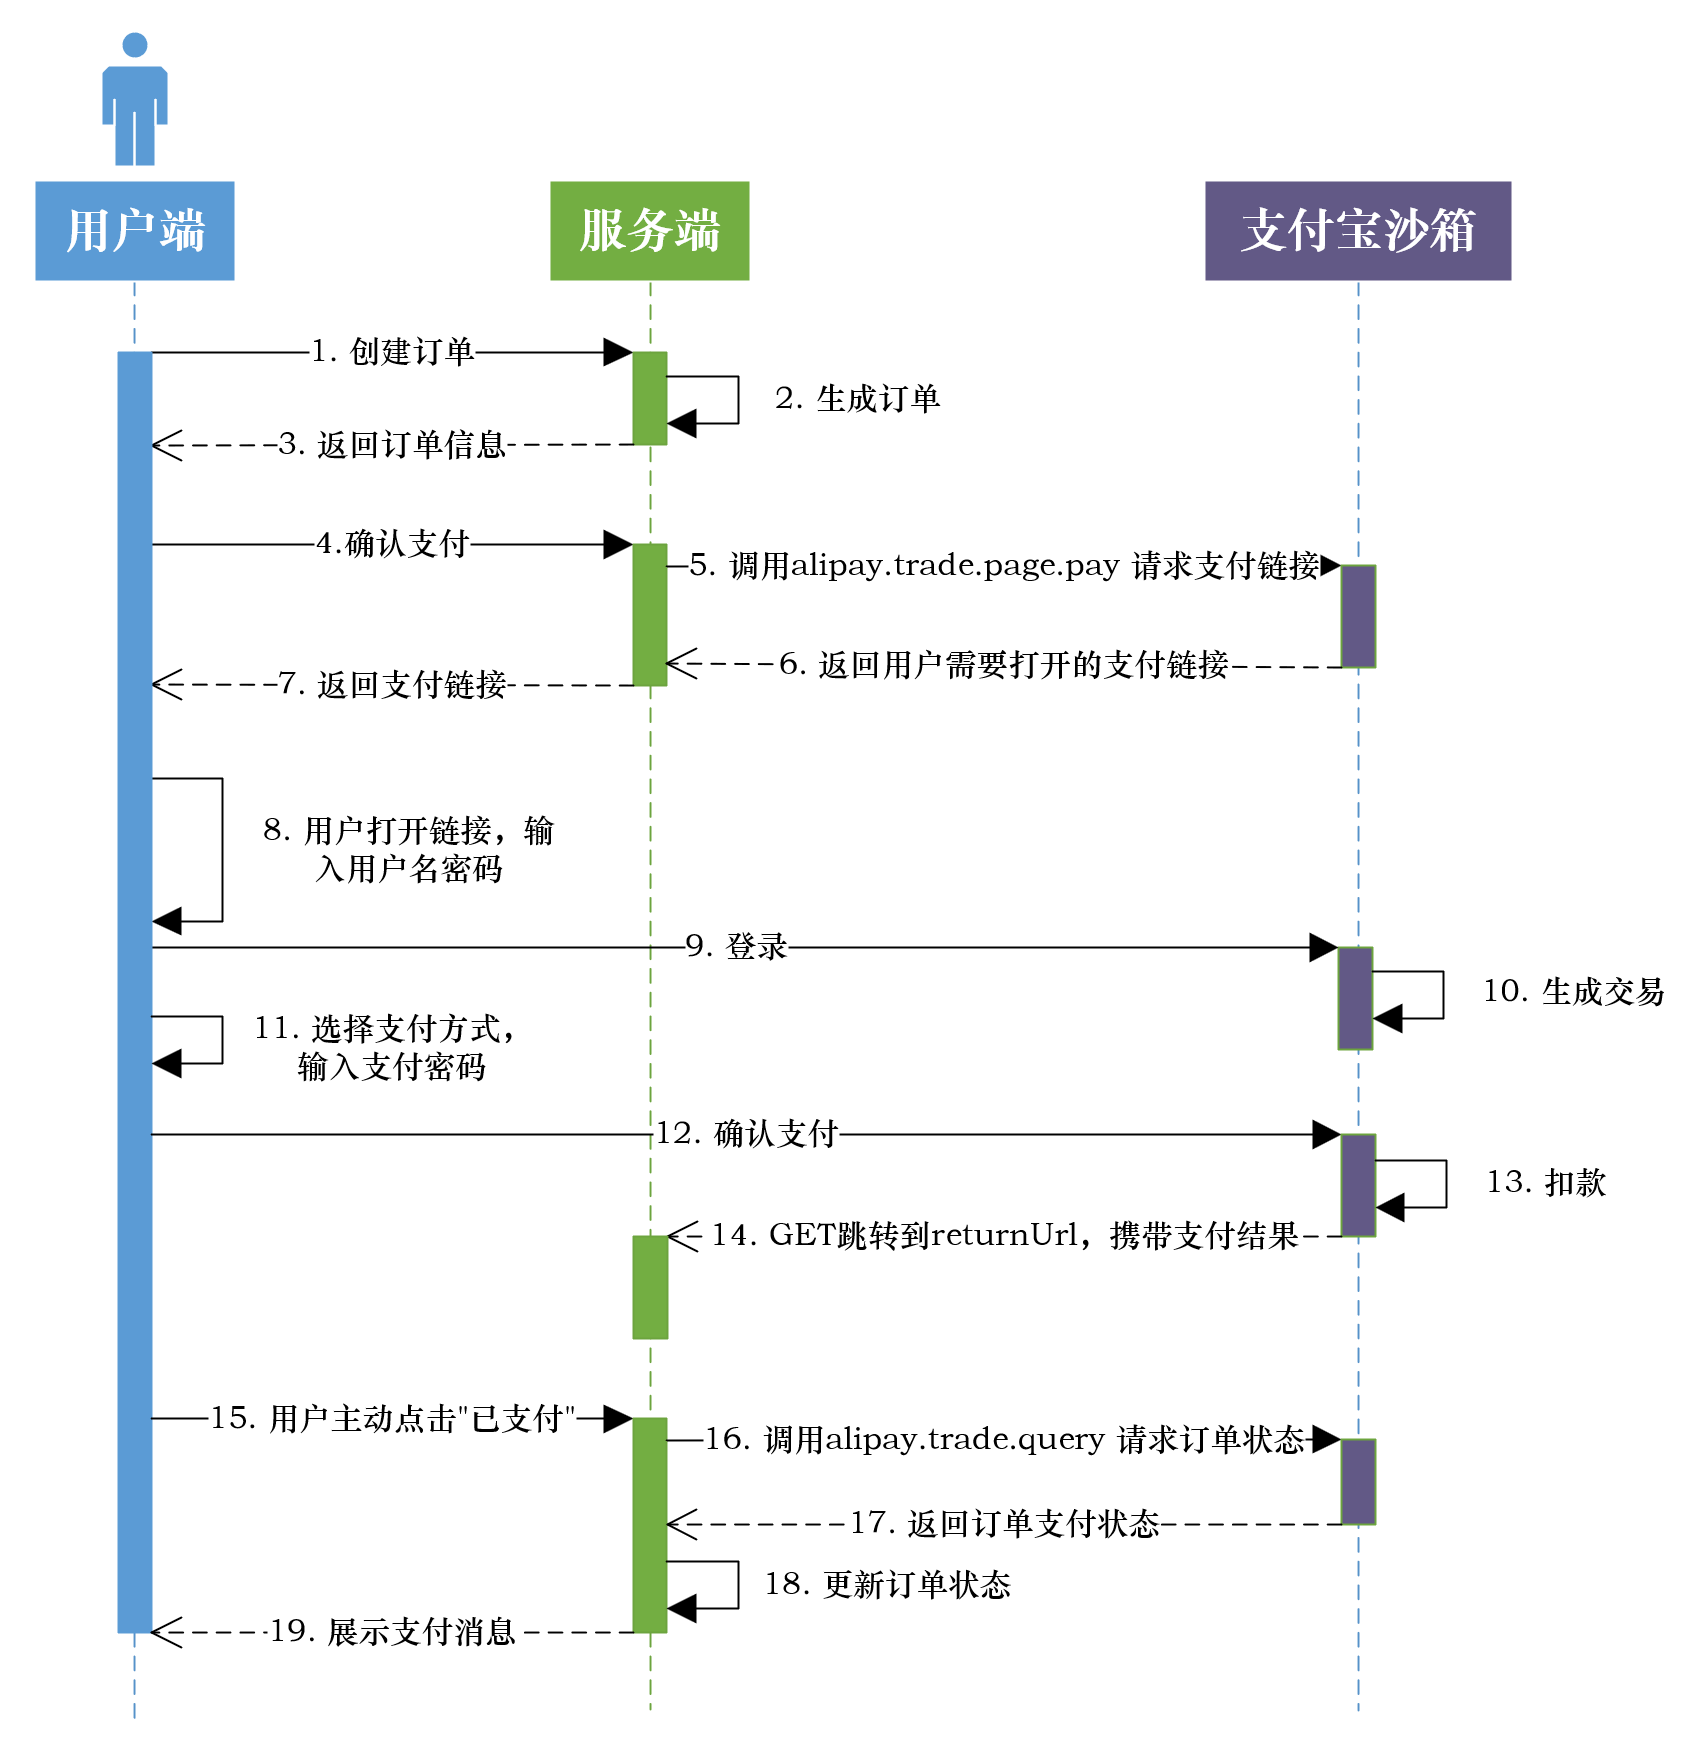 用户端
服务端
支付宝沙箱
1. 创建订单
2. 生成订单
3. 返回订单信息
4.确认支付
5. 调用alipay.trade.page.pay 请求支付链接
6. 返回用户需要打开的支付链接
7. 返回支付链接
8. 用户打开链接，输
入用户名密码
9. 登录
10. 生成交易
11. 选择支付方式，
输入支付密码
12. 确认支付
13. 扣款
14. GET跳转到returnUrl，携带支付结果
15. 用户主动点击"已支付"
16. 调用alipay.trade.query 请求订单状态
17. 返回订单支付状态
18. 更新订单状态
19. 展示支付消息